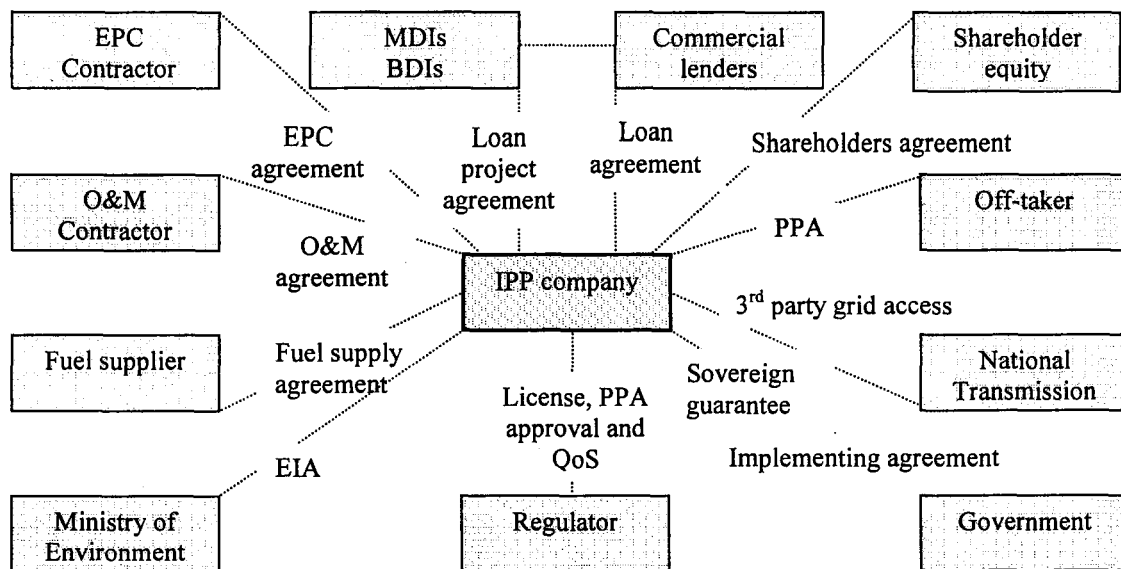 EPC
Contractor
MDIs
BDIs
Commercial
lenders
Shareholder
equity
EPC
agreement
Loan
project
agreement
Loan
agreement
Shareholders agreement
O&M
Contractor
Off-taker
O&M
agreement
PPA
IPP company
3rd party grid access
Fuel supplier
Fuel supply
agreement
National
Transmission
Sovereign
guarantee
License, PPA
approval and
QoS
EIA
Implementing agreement
Ministry of
Environment
Regulator
Government